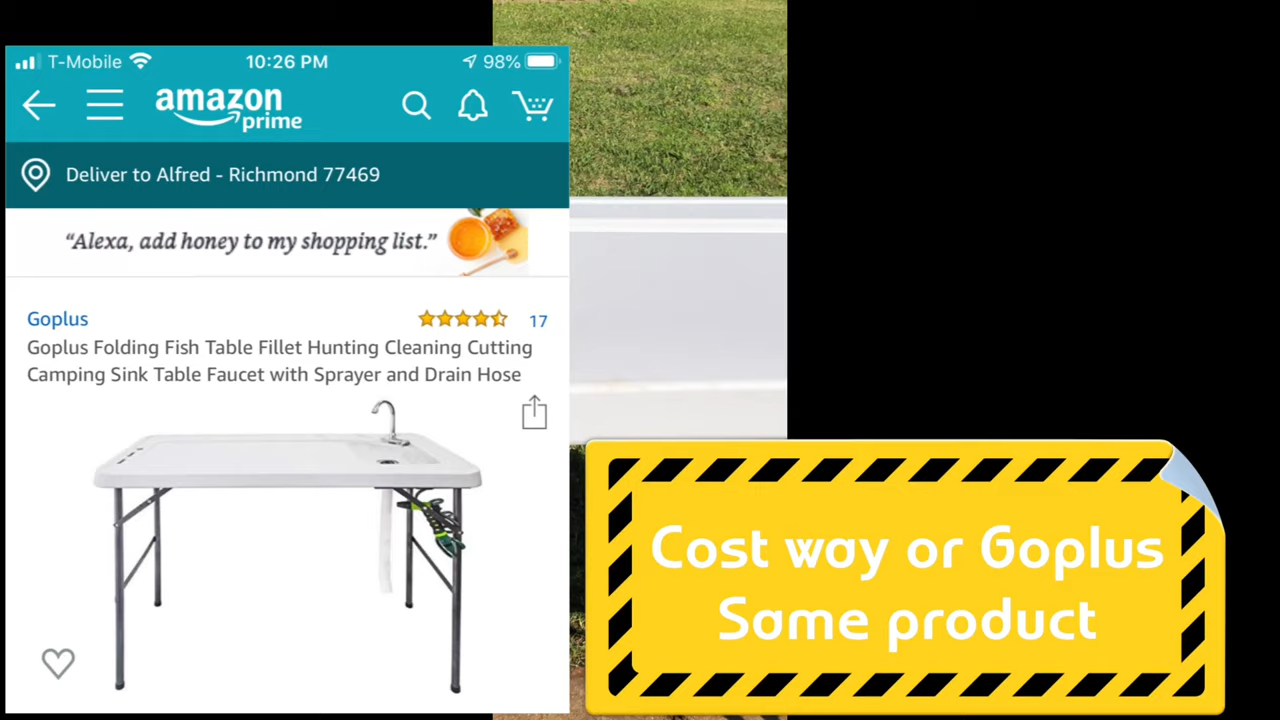 T-Mobile 10:26 PM 98%
amazon
prime
Deliver to Alfred - Richmond 77469
“Alexa, add honey to my shopping list.”
Goplus 17
Goplus Folding Fish Table Fillet Hunting Cleaning Cutting
Camping Sink Table Faucet with Sprayer and Drain Hose
Cost way or Goplus
Same product